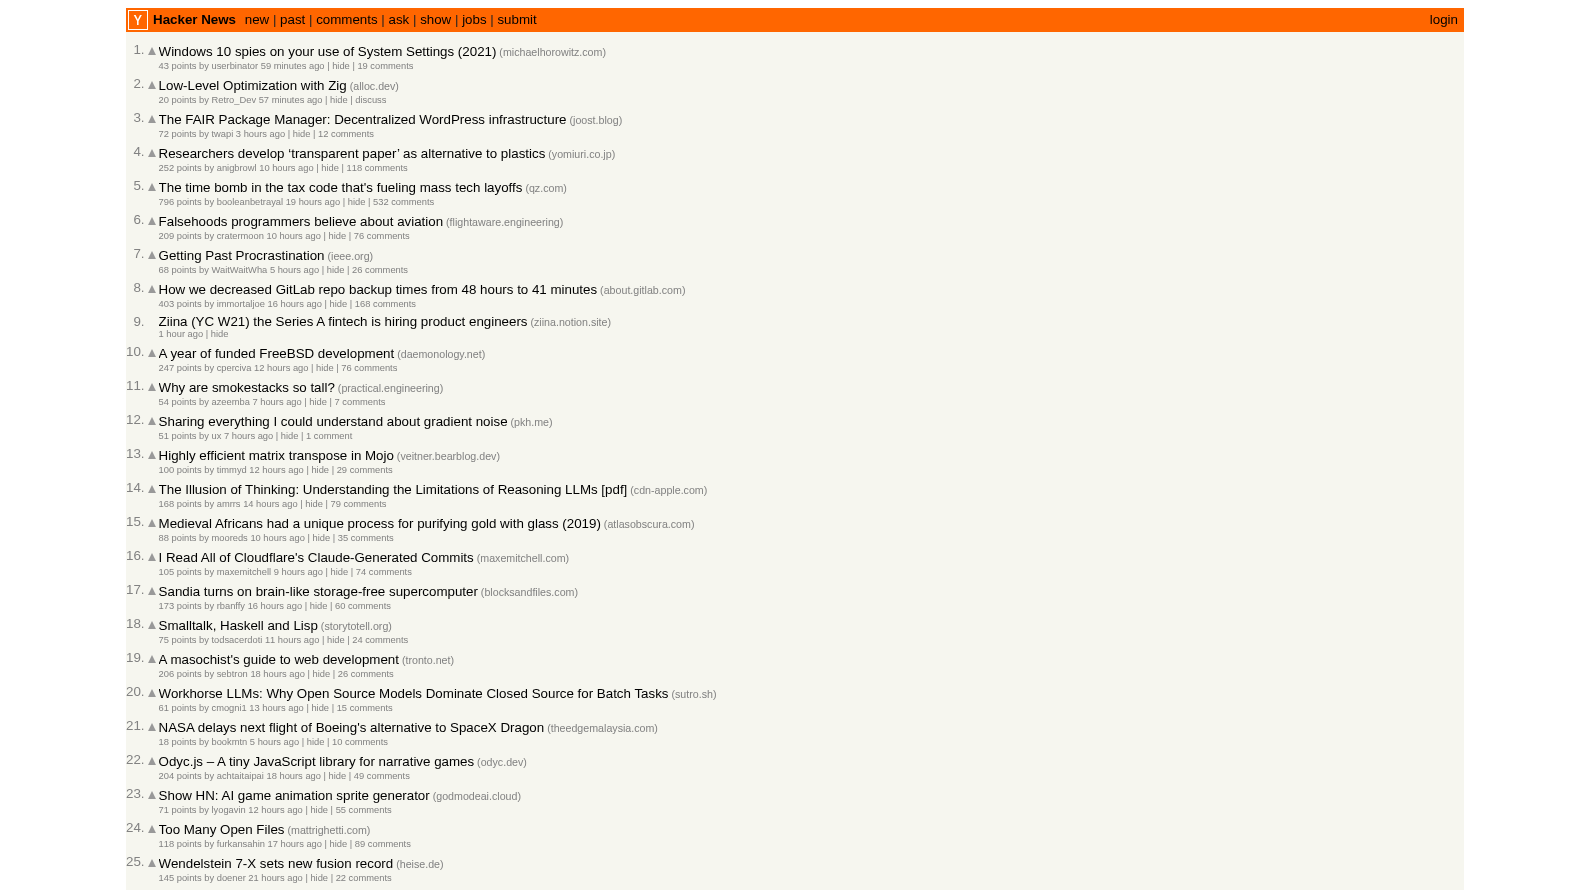 Y Hacker News new | past | comments | ask | show | jobs | submit login
1. ▲ Windows 10 spies on your use of System Settings (2021) (michaelhorowitz.com)
43 points by userbinator 59 minutes ago | hide | 19 comments
2. ▲ Low-Level Optimization with Zig (alloc.dev)
20 points by Retro_Dev 57 minutes ago | hide | discuss
3. ▲ The FAIR Package Manager: Decentralized WordPress infrastructure (joost.blog)
72 points by twapi 3 hours ago | hide | 12 comments
4. ▲ Researchers develop ‘transparent paper’ as alternative to plastics (yomiuri.co.jp)
252 points by anigbrowl 10 hours ago | hide | 118 comments
5. ▲ The time bomb in the tax code that's fueling mass tech layoffs (qz.com)
796 points by booleanbetrayal 19 hours ago | hide | 532 comments
6. ▲ Falsehoods programmers believe about aviation (flightaware.engineering)
209 points by cratermoon 10 hours ago | hide | 76 comments
7. ▲ Getting Past Procrastination (ieee.org)
68 points by WaitWaitWha 5 hours ago | hide | 26 comments
8. ▲ How we decreased GitLab repo backup times from 48 hours to 41 minutes (about.gitlab.com)
403 points by immortaljoe 16 hours ago | hide | 168 comments
9. Ziina (YC W21) the Series A fintech is hiring product engineers (ziina.notion.site)
1 hour ago | hide
10. ▲ A year of funded FreeBSD development (daemonology.net)
247 points by cperciva 12 hours ago | hide | 76 comments
11. ▲ Why are smokestacks so tall? (practical.engineering)
54 points by azeemba 7 hours ago | hide | 7 comments
12. ▲ Sharing everything I could understand about gradient noise (pkh.me)
51 points by ux 7 hours ago | hide | 1 comment
13. ▲ Highly efficient matrix transpose in Mojo (veitner.bearblog.dev)
100 points by timmyd 12 hours ago | hide | 29 comments
14. ▲ The Illusion of Thinking: Understanding the Limitations of Reasoning LLMs [pdf] (cdn-apple.com)
168 points by amrrs 14 hours ago | hide | 79 comments
15. ▲ Medieval Africans had a unique process for purifying gold with glass (2019) (atlasobscura.com)
88 points by mooreds 10 hours ago | hide | 35 comments
16. ▲ I Read All of Cloudflare's Claude-Generated Commits (maxemitchell.com)
105 points by maxemitchell 9 hours ago | hide | 74 comments
17. ▲ Sandia turns on brain-like storage-free supercomputer (blocksandfiles.com)
173 points by rbanffy 16 hours ago | hide | 60 comments
18. ▲ Smalltalk, Haskell and Lisp (storytotell.org)
75 points by todsacerdoti 11 hours ago | hide | 24 comments
19. ▲ A masochist's guide to web development (tronto.net)
206 points by sebtron 18 hours ago | hide | 26 comments
20. ▲ Workhorse LLMs: Why Open Source Models Dominate Closed Source for Batch Tasks (sutro.sh)
61 points by cmogni1 13 hours ago | hide | 15 comments
21. ▲ NASA delays next flight of Boeing's alternative to SpaceX Dragon (theedgemalaysia.com)
18 points by bookmtn 5 hours ago | hide | 10 comments
22. ▲ Odyc.js – A tiny JavaScript library for narrative games (odyc.dev)
204 points by achtaitaipai 18 hours ago | hide | 49 comments
23. ▲ Show HN: AI game animation sprite generator (godmodeai.cloud)
71 points by lyogavin 12 hours ago | hide | 55 comments
24. ▲ Too Many Open Files (mattrighetti.com)
118 points by furkansahin 17 hours ago | hide | 89 comments
25. ▲ Wendelstein 7-X sets new fusion record (heise.de)
145 points by doener 21 hours ago | hide | 22 comments